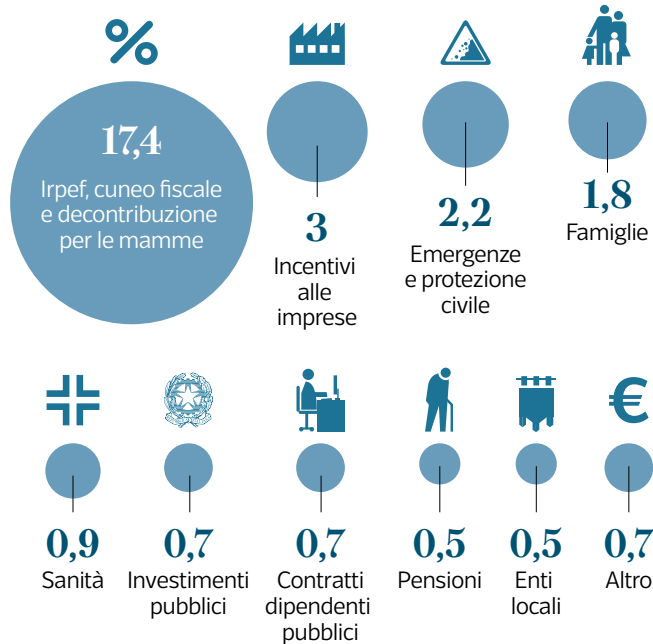 %
17,4
Irpef, cuneo fiscale
e decontribuzione
per le mamme
3
Incentivi
alle
imprese
2,2
Emergenze
e protezione
civile
1,8
Famiglie
€
0,9
Sanità
0,7
Investimenti
pubblici
0,7
Contratti
dipendenti
pubblici
0,5
Pensioni
0,5
Enti
locali
0,7
Altro